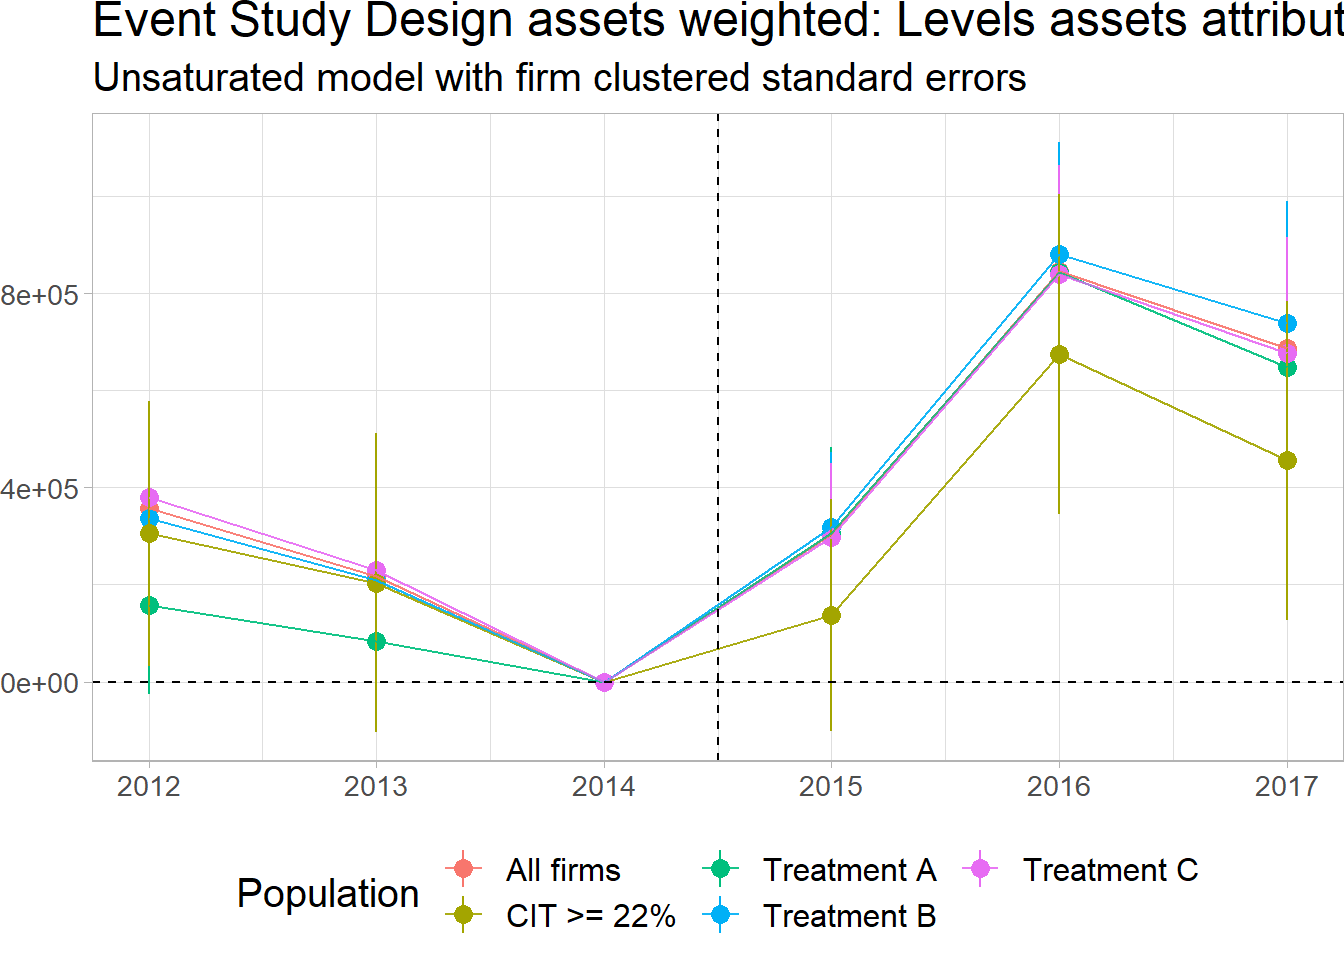 Event Study Design assets weighted: Levels assets attribut
Unsaturated model with firm clustered standard errors
8e+05
4e+05
0e+00
2012 2013 2014 2015 2016 2017
Population
All firms Treatment A Treatment C
CIT >= 22% Treatment B